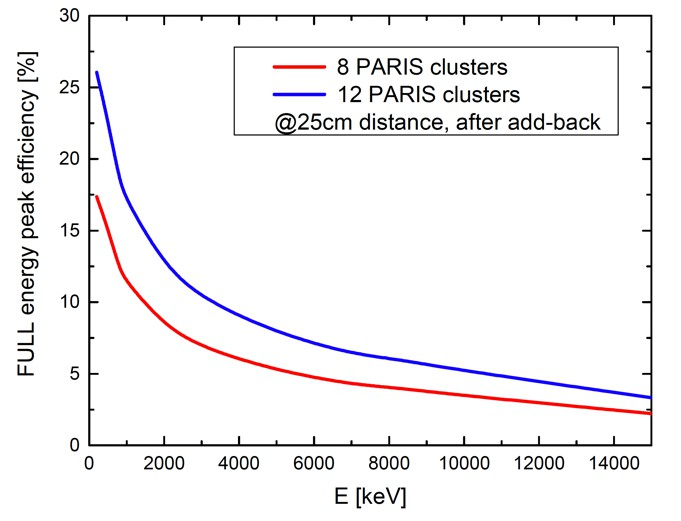 30
25
20
15
10
5
0
FULL energy peak efficiency [%]
8 PARIS clusters
12 PARIS clusters
@25cm distance, after add-back
0 2000 4000 6000 8000 10000 12000 14000
E [keV]